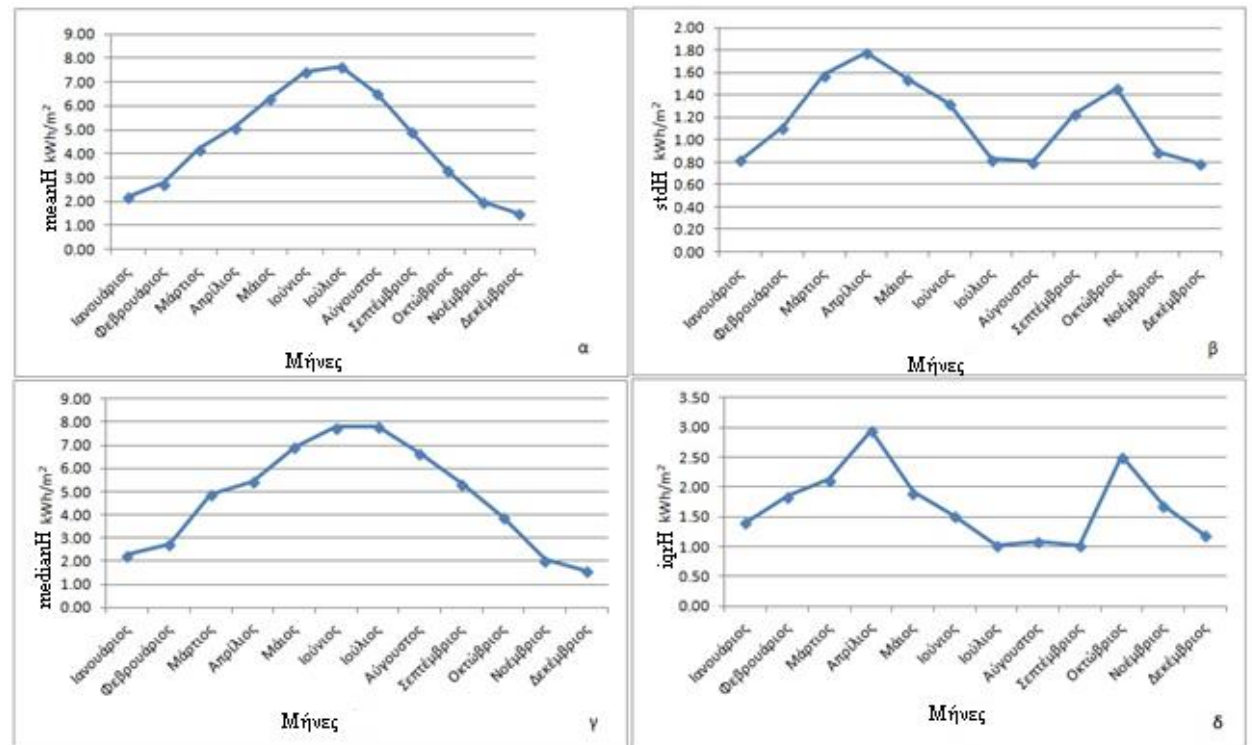 9.00
8.00
7.00
6.00
5.00
4.00
3.00
2.00
1.00
0.00
meanH kWh/m²
Ιανουάριος
Φεβρουάριος
Μάρτιος
Απρίλιος
Μάιος
Ιούνιος
Ιούλιος
Αύγουστος
Σεπτέμβριος
Οκτώβριος
Νοέμβριος
Δεκέμβριος
Μήνες
α
2.00
1.80
1.60
1.40
1.20
1.00
0.80
0.60
0.40
0.20
0.00
stdH kWh/m²
Ιανουάριος
Φεβρουάριος
Μάρτιος
Απρίλιος
Μάιος
Ιούνιος
Ιούλιος
Αύγουστος
Σεπτέμβριος
Οκτώβριος
Νοέμβριος
Δεκέμβριος
Μήνες
β
9.00
8.00
7.00
6.00
5.00
4.00
3.00
2.00
1.00
0.00
medianH kWh/m²
Ιανουάριος
Φεβρουάριος
Μάρτιος
Απρίλιος
Μάιος
Ιούνιος
Ιούλιος
Αύγουστος
Σεπτέμβριος
Οκτώβριος
Νοέμβριος
Δεκέμβριος
Μήνες
γ
3.50
3.00
2.50
2.00
1.50
1.00
0.50
0.00
iqrH kWh/m²
Ιανουάριος
Φεβρουάριος
Μάρτιος
Απρίλιος
Μάιος
Ιούνιος
Ιούλιος
Αύγουστος
Σεπτέμβριος
Οκτώβριος
Νοέμβριος
Δεκέμβριος
Μήνες
δ